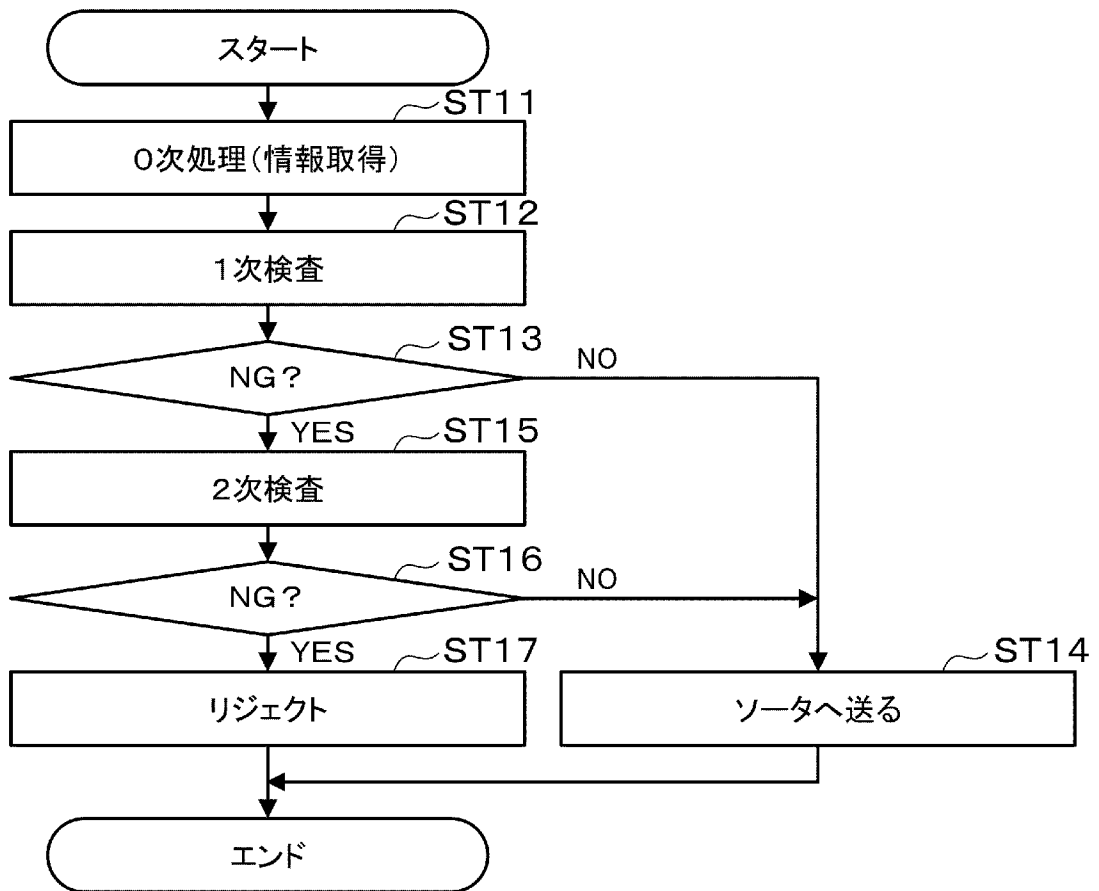 スタート
ST11
0次処理(情報取得)
ST12
1次検査
ST13
NG?
NO
YES
ST15
2次検査
ST16
NG?
NO
YES
ST17
リジェクト
ST14
ソータへ送る
エンド